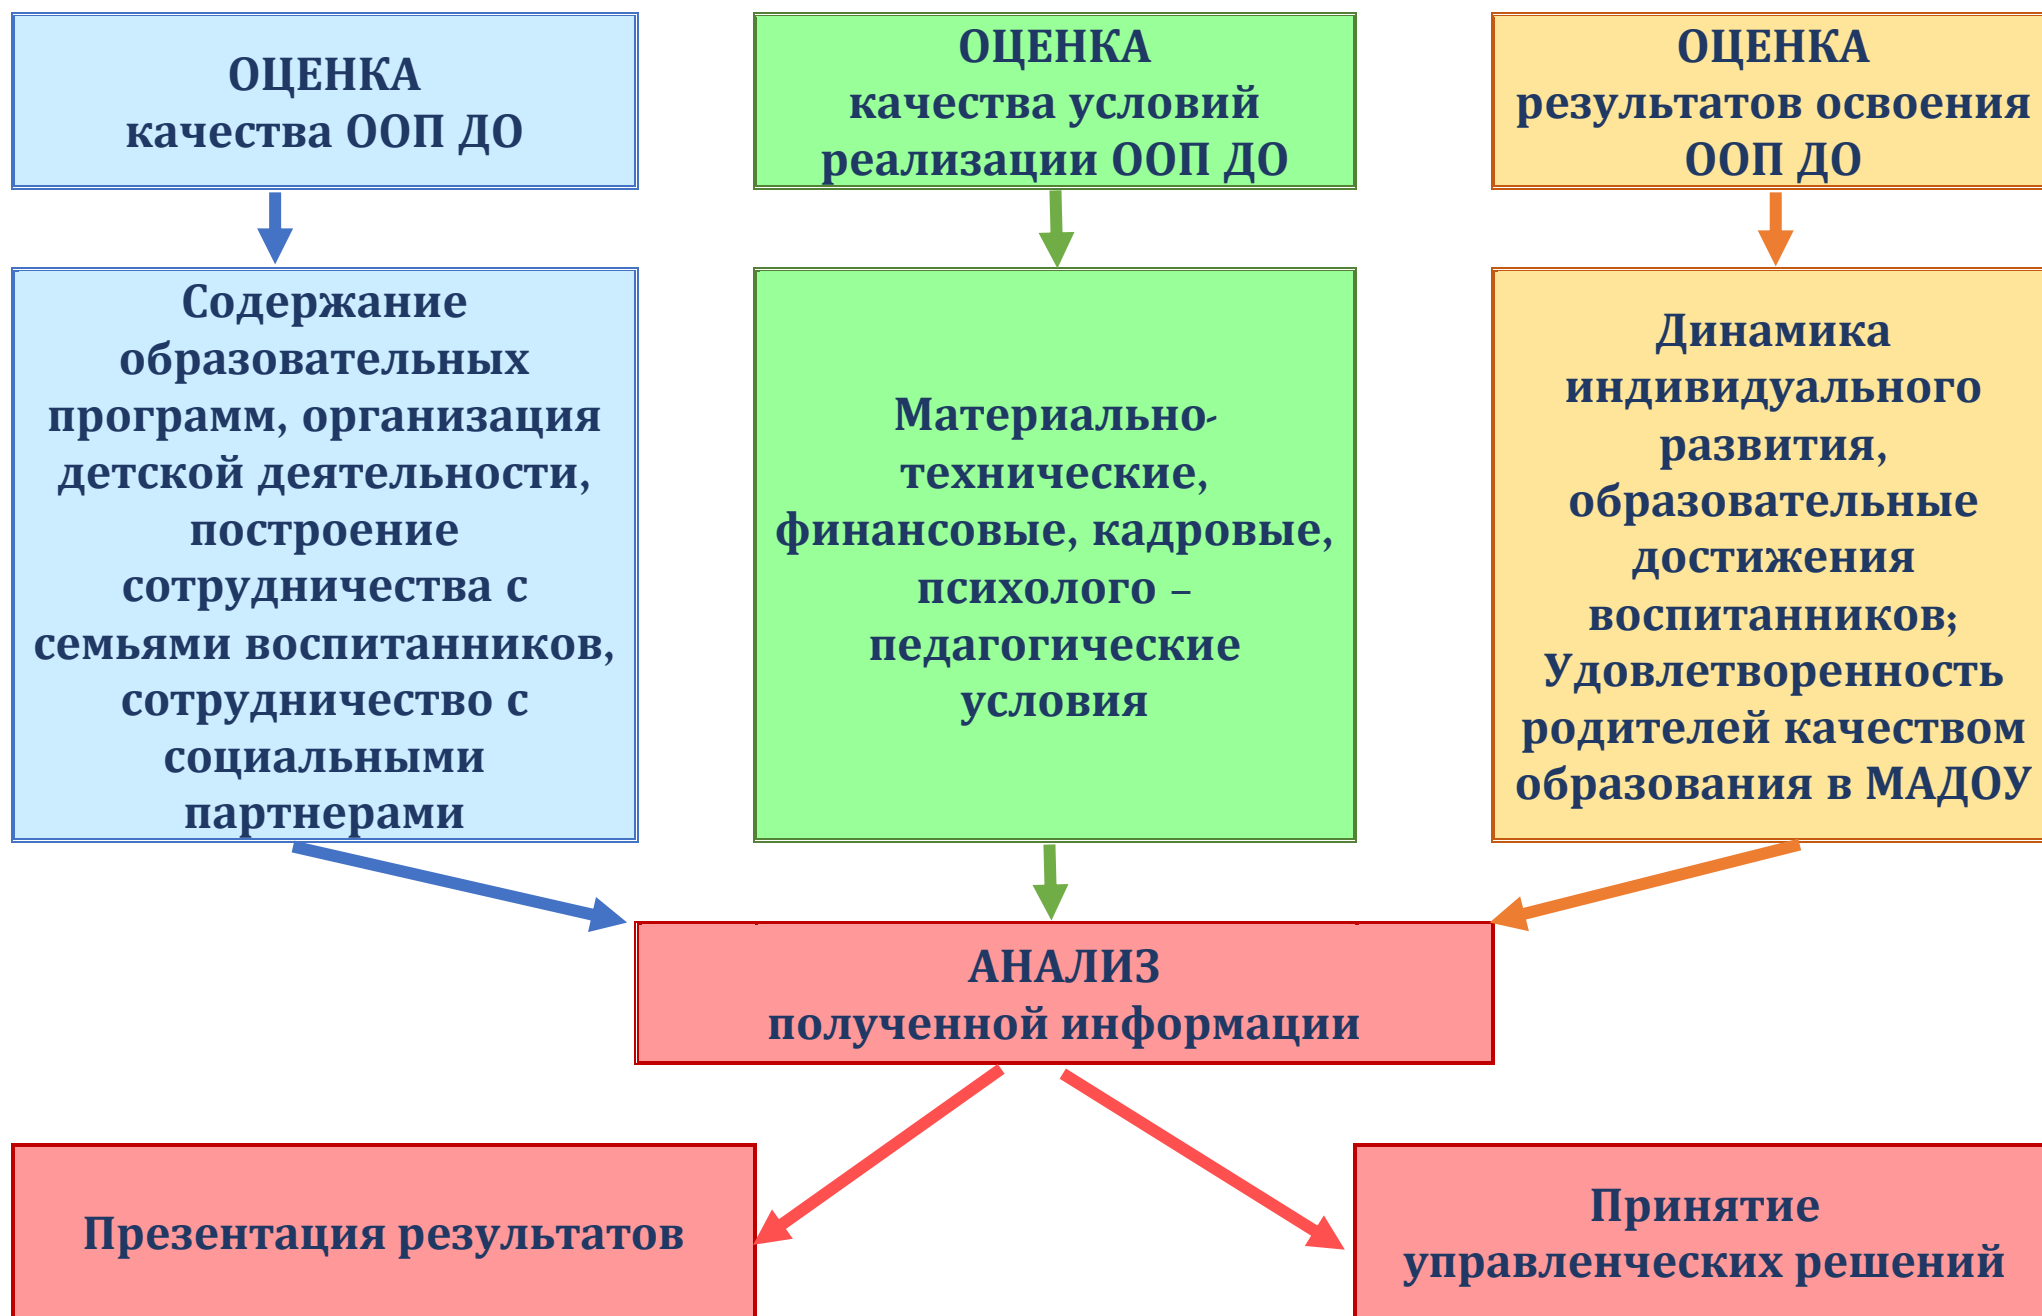 ОЦЕНКА
качества ООП ДО
ОЦЕНКА
качества условий
реализации ООП ДО
ОЦЕНКА
результатов освоения
ООП ДО
Содержание
образовательных
программ, организация
детской деятельности,
построение
сотрудничества с
семьями воспитанников,
сотрудничество с
социальными
партнерами
Материально-
технические,
финансовые, кадровые,
психолого –
педагогические
условия
Динамика
индивидуального
развития,
образовательные
достижения
воспитанников;
Удовлетворенность
родителей качеством
образования в МАДОУ
АНАЛИЗ
полученной информации
Презентация результатов
Принятие
управленческих решений